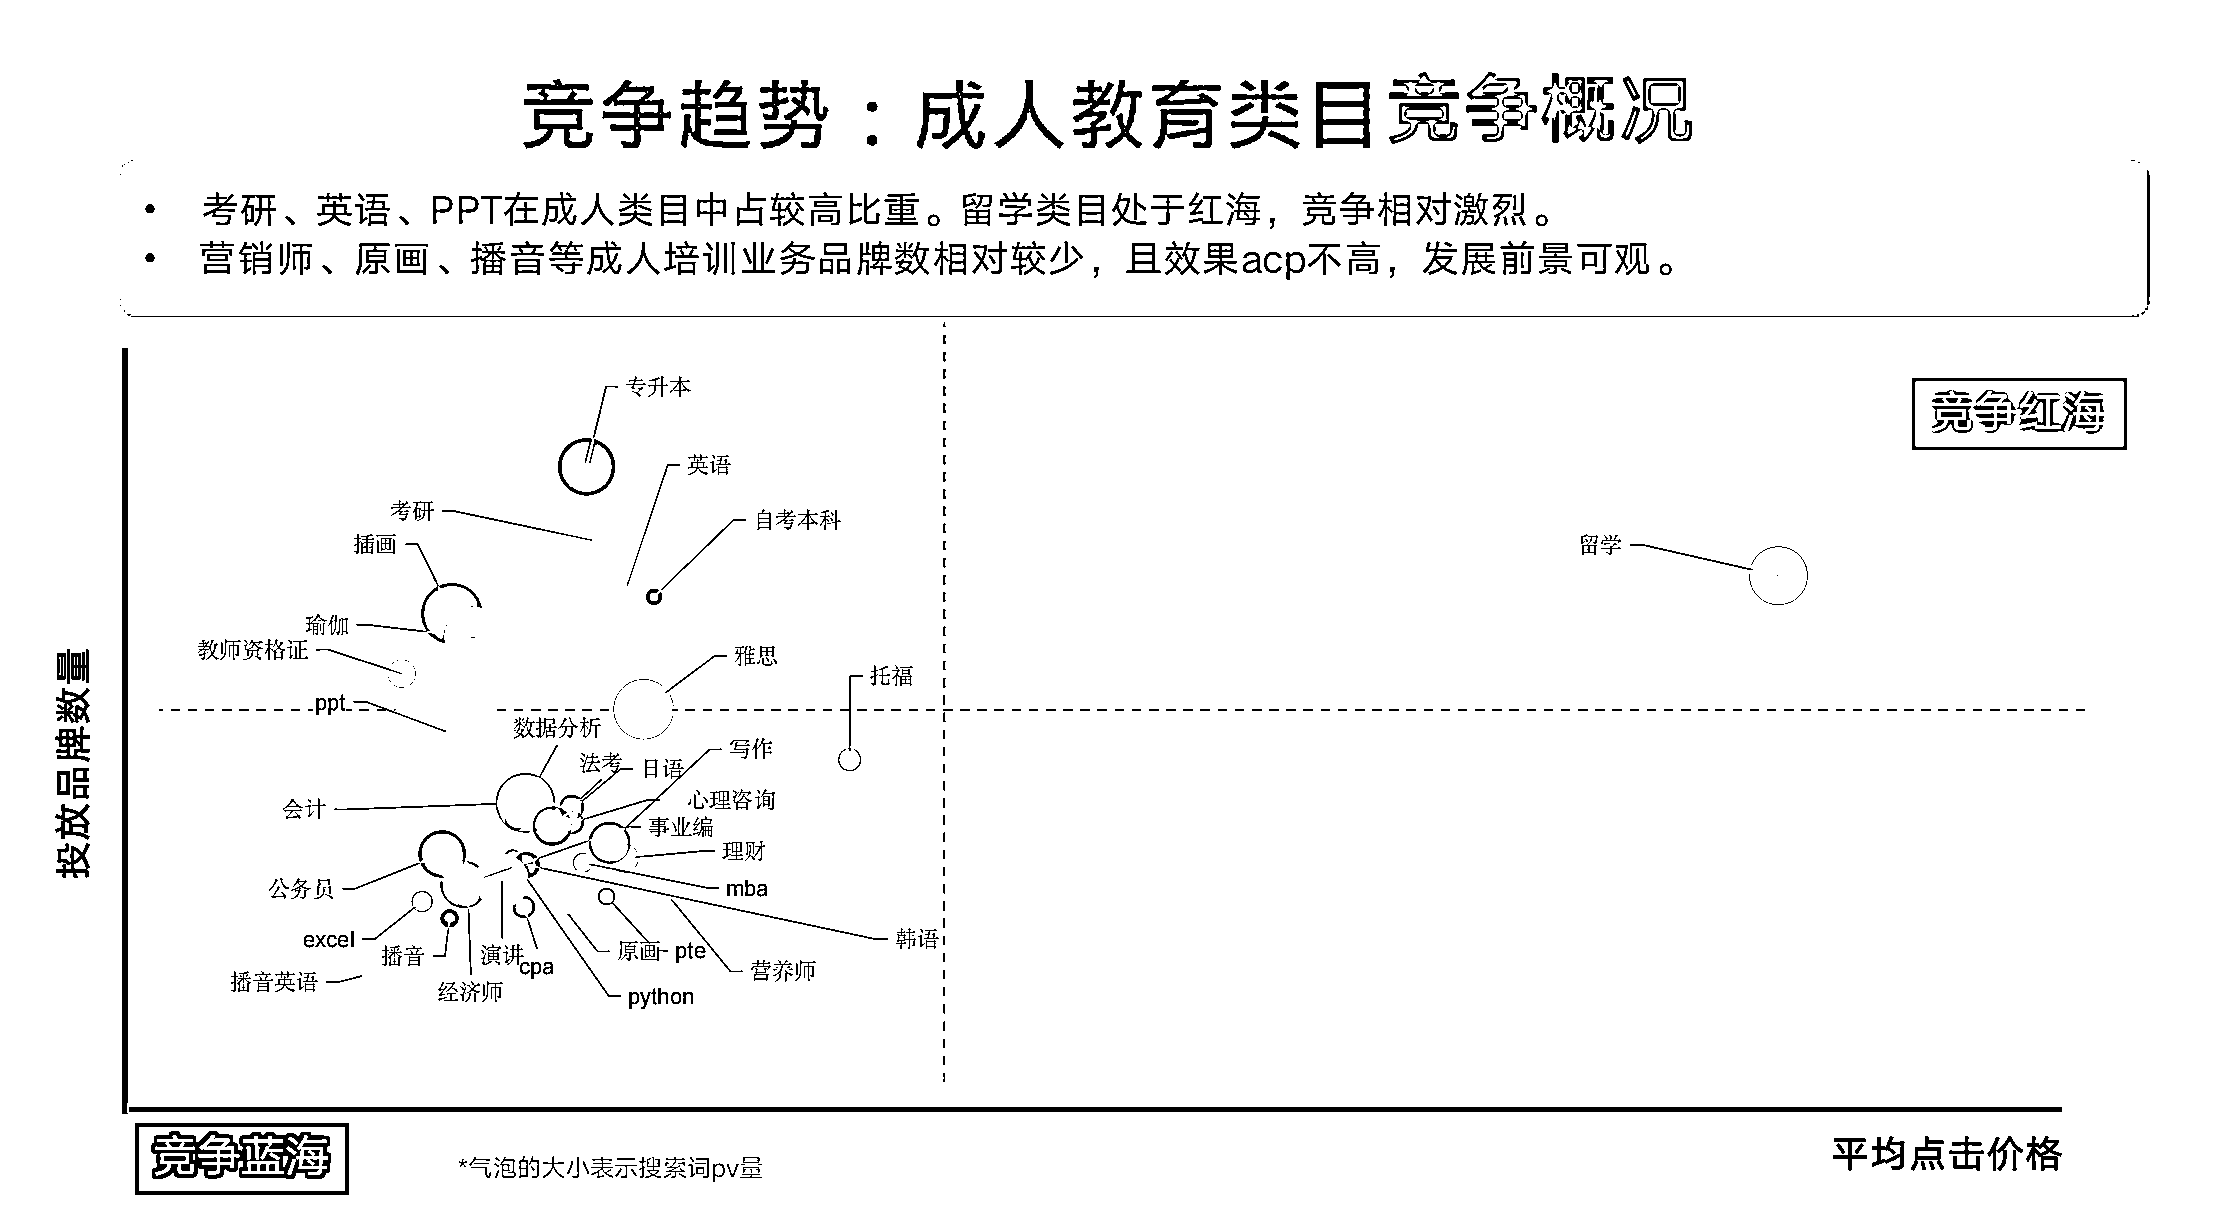 竞争趋势：成人教育类目竞争概况
• 考研、英语、PPT在成人类目中占较高比重。留学类目处于红海，竞争相对激烈。
• 营销师、原画、播音等成人培训业务品牌数相对较少，且效果acp不高，发展前景可观。
竞争红海
投放品牌数量
专升本
英语
考研
自考本科
插画
留学
瑜伽
教师资格证
雅思
托福
ppt
数据分析
写作
法考
日语
心理咨询
会计
事业编
理财
公务员
mba
excel
韩语
播音
演讲
原画
pte
cpa
营养师
播音英语
经济师
python
竞争蓝海
*气泡的大小表示搜索词pv量
平均点击价格